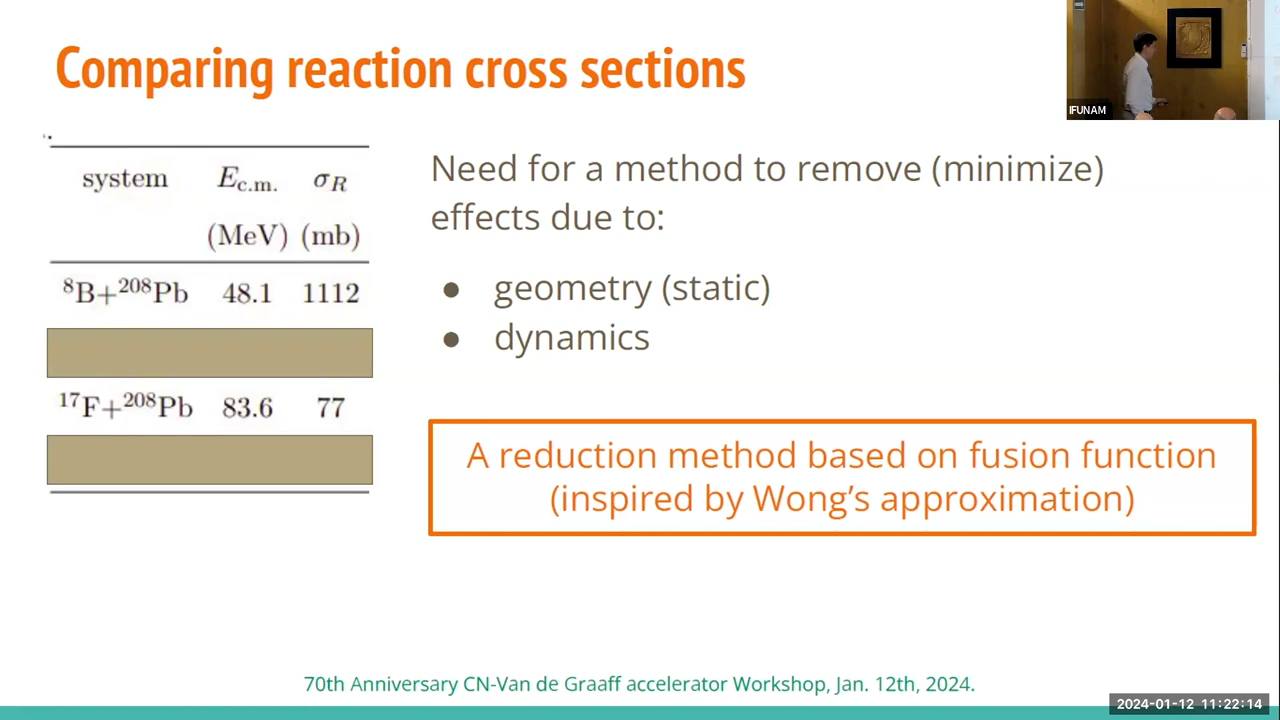 Comparing reaction cross sections
IFUNAM
system E_c.m. σ_R
(MeV) (mb)
⁸B+²⁰⁸Pb 48.1 1112
¹⁷F+²⁰⁸Pb 83.6 77
Need for a method to remove (minimize)
effects due to:
● geometry (static)
● dynamics
A reduction method based on fusion function
(inspired by Wong’s approximation)
70th Anniversary CN-Van de Graaff accelerator Workshop, Jan. 12th, 2024.
2024-01-12 11:22:14